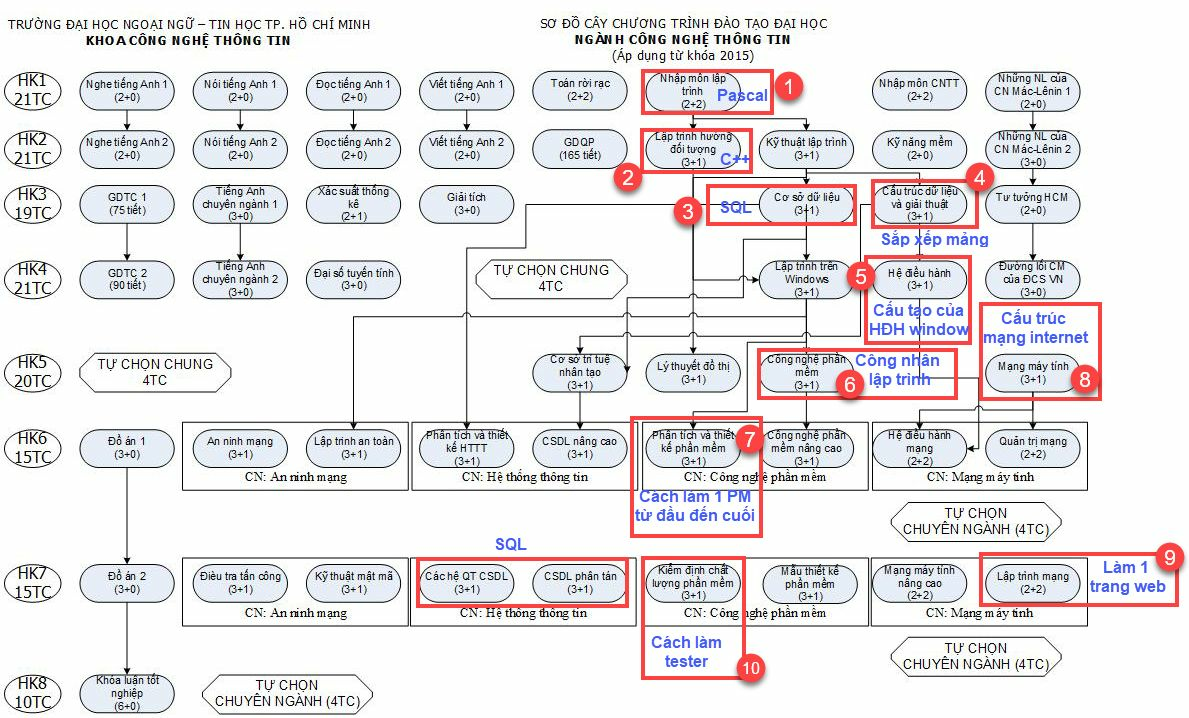 TRƯỜNG ĐẠI HỌC NGOẠI NGỮ – TIN HỌC TP. HỒ CHÍ MINH
KHOA CÔNG NGHỆ THÔNG TIN
SƠ ĐỒ CÂY CHƯƠNG TRÌNH ĐÀO TẠO ĐẠI HỌC
NGÀNH CÔNG NGHỆ THÔNG TIN
(Áp dụng từ khóa 2015)
HK1
21TC
Nghe tiếng Anh 1
(2+0)
Nói tiếng Anh 1
(2+0)
Đọc tiếng Anh 1
(2+0)
Viết tiếng Anh 1
(2+0)
Toán rời rạc
(2+2)
Nhập môn lập
trình
(2+2)
Pascal
1
Nhập môn CNTT
(2+2)
Những NL của
CN Mác-Lênin 1
(2+0)
HK2
21TC
Nghe tiếng Anh 2
(2+0)
Nói tiếng Anh 2
(2+0)
Đọc tiếng Anh 2
(2+0)
Viết tiếng Anh 2
(2+0)
GDQP
(165 tiết)
Lập trình hướng
đối tượng
(3+1)
C++
2
Kỹ thuật lập trình
(3+1)
Kỹ năng mềm
(2+0)
Những NL của
CN Mác-Lênin 2
(3+0)
HK3
19TC
GDTC 1
(75 tiết)
Tiếng Anh
chuyên ngành 1
(3+0)
Xác suất thống
kê
(2+1)
Giải tích
(3+0)
3
SQL
Cơ sở dữ liệu
(3+1)
Cấu trúc dữ liệu
và giải thuật
(3+1)
4
Sắp xếp mảng
Tư tưởng HCM
(2+0)
HK4
21TC
GDTC 2
(90 tiết)
Tiếng Anh
chuyên ngành 2
(3+0)
Đại số tuyến tính
(3+0)
TỰ CHỌN CHUNG
4TC
Lập trình trên
Windows
(3+1)
5
Hệ điều hành
(3+1)
Cấu tạo của
HĐH window
Đường lối CM
của ĐCS VN
(3+0)
Cấu trúc
mạng internet
HK5
20TC
TỰ CHỌN CHUNG
4TC
Cơ sở trí tuệ
nhân tạo
(3+1)
Lý thuyết đồ thị
(3+1)
Công nghệ phần
mềm
(3+1)
6
Công nhân
lập trình
Mạng máy tính
(3+1)
8
HK6
15TC
Đồ án 1
(3+0)
An ninh mạng
(3+1)
Lập trình an toàn
(3+1)
CN: An ninh mạng
Phân tích và thiết
kế HTTT
(3+1)
CSDL nâng cao
(3+1)
CN: Hệ thống thông tin
Phân tích và thiết
kế phần mềm
(3+1)
7
Công nghệ phần
mềm nâng cao
(3+1)
CN: Công nghệ phần mềm
Cách làm 1 PM
từ đầu đến cuối
Hệ điều hành
mạng
(2+2)
Quản trị mạng
(2+2)
CN: Mạng máy tính
TỰ CHỌN
CHUYÊN NGÀNH (4TC)
SQL
HK7
15TC
Đồ án 2
(3+0)
Điều tra tấn công
(3+1)
Kỹ thuật mật mã
(3+1)
CN: An ninh mạng
Các hệ QT CSDL
(3+1)
CSDL phân tán
(3+1)
CN: Hệ thống thông tin
Kiểm định chất
lượng phần mềm
(3+1)
Mẫu thiết kế
phần mềm
(3+1)
CN: Công nghệ phần mềm
Cách làm
tester
10
Mạng máy tính
nâng cao
(2+2)
Lập trình mạng
(2+2)
CN: Mạng máy tính
9
Làm 1
trang web
TỰ CHỌN
CHUYÊN NGÀNH (4TC)
HK8
10TC
Khóa luận tốt
nghiệp
(6+0)
TỰ CHỌN
CHUYÊN NGÀNH (4TC)